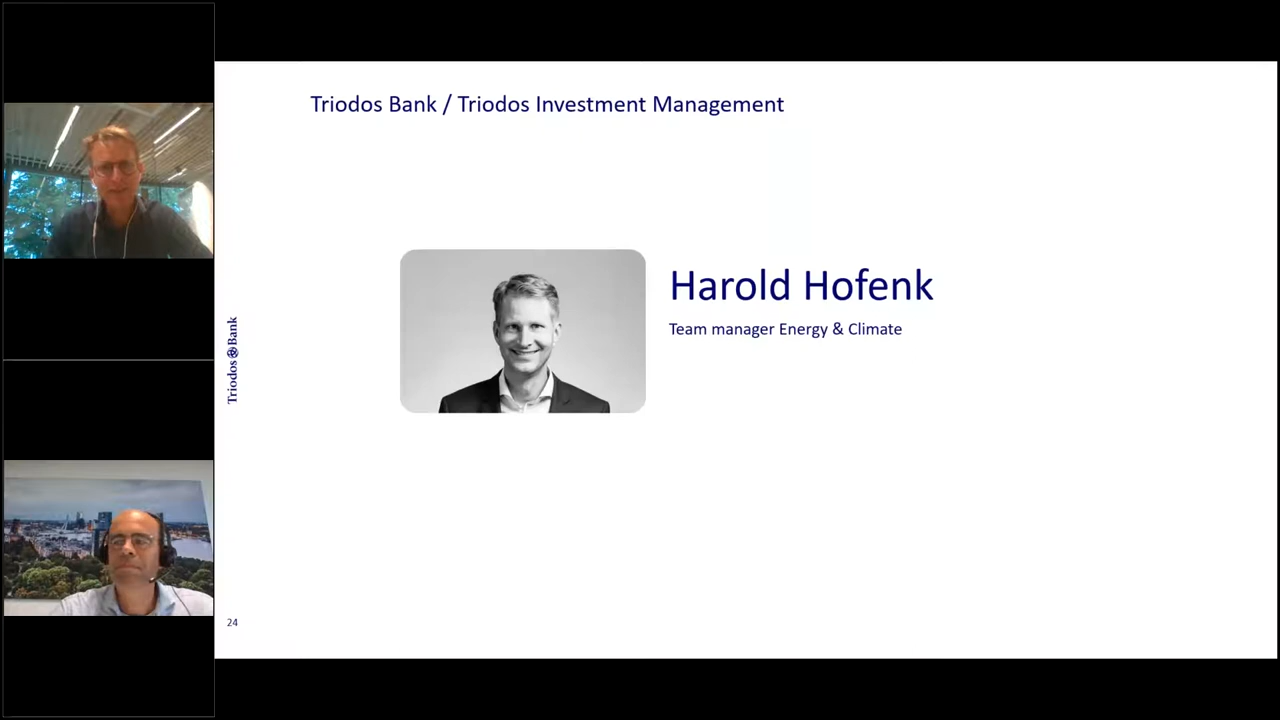 Triodos Bank / Triodos Investment Management
Harold Hofenk
Team manager Energy & Climate
Triodos Bank
24